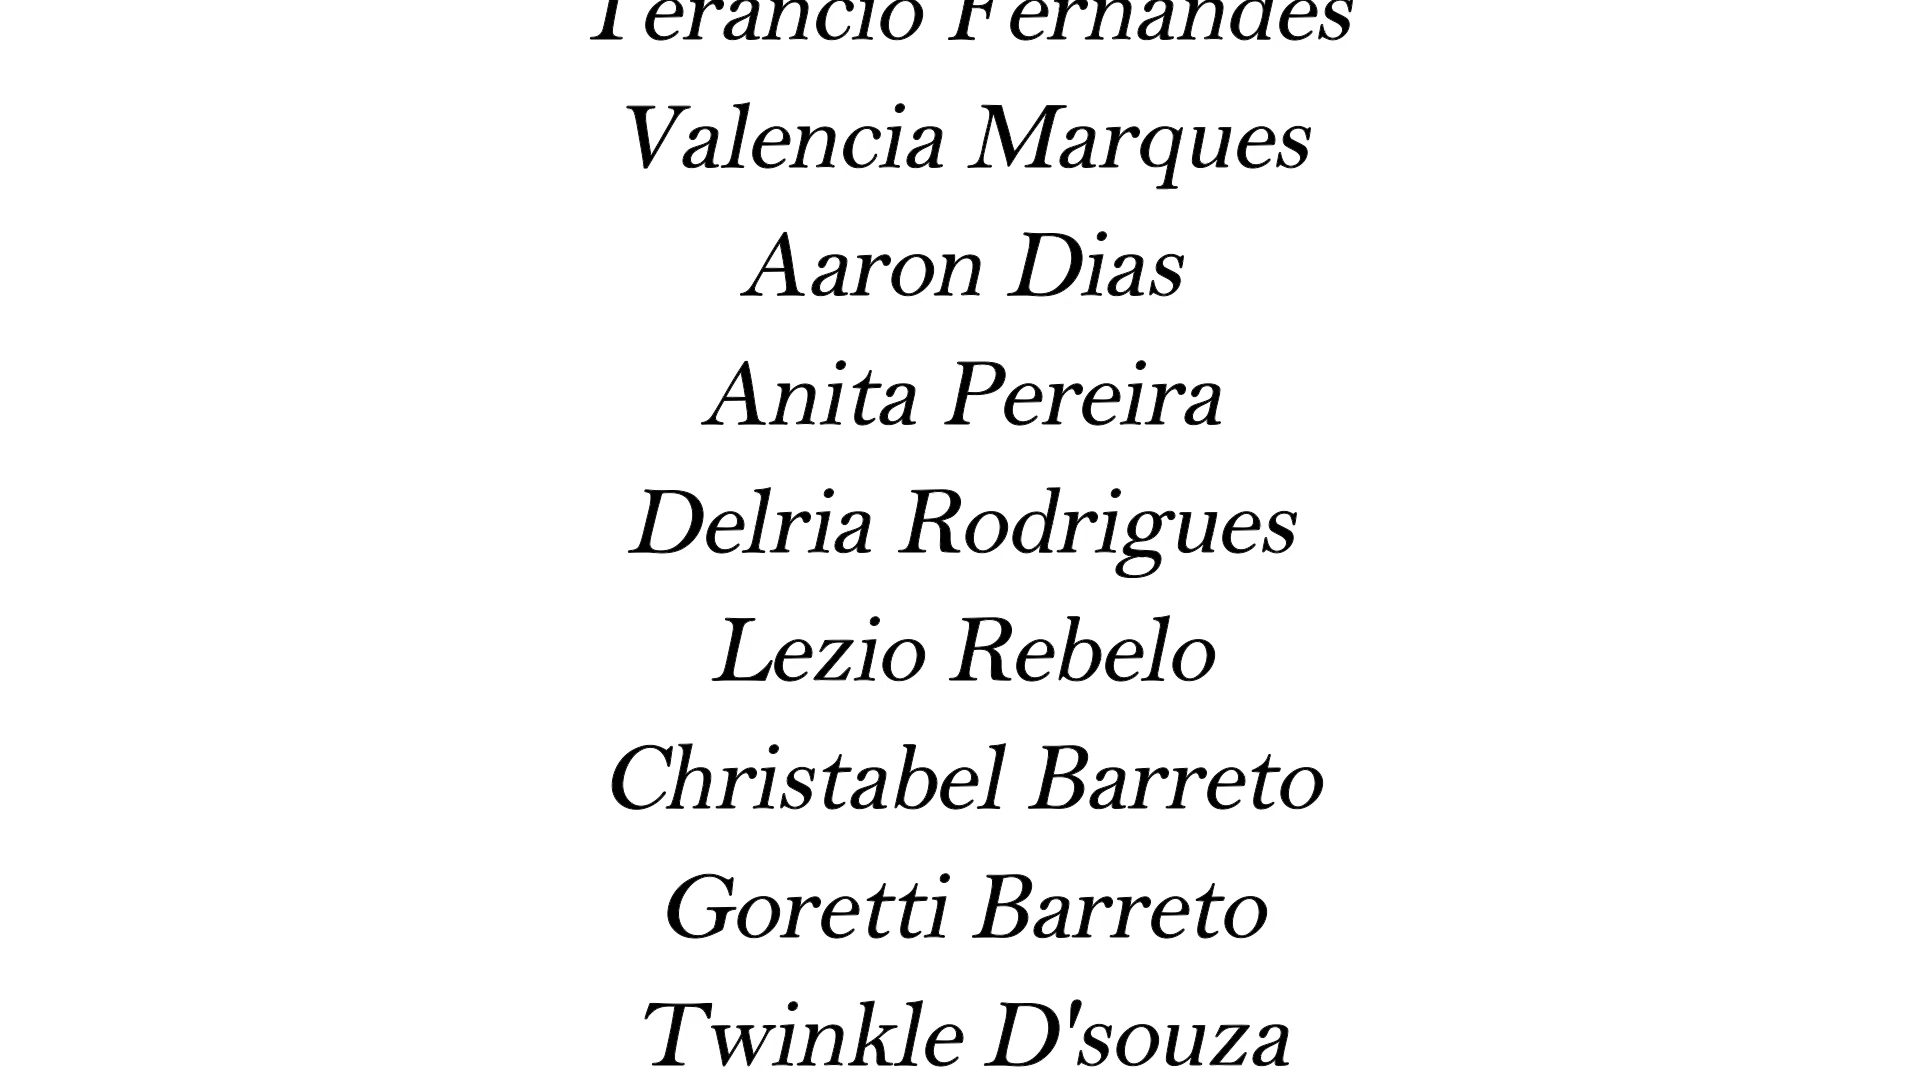 Terancio Fernandes
Valencia Marques
Aaron Dias
Anita Pereira
Delria Rodrigues
Lezio Rebelo
Christabel Barreto
Goretti Barreto
Twinkle D'souza